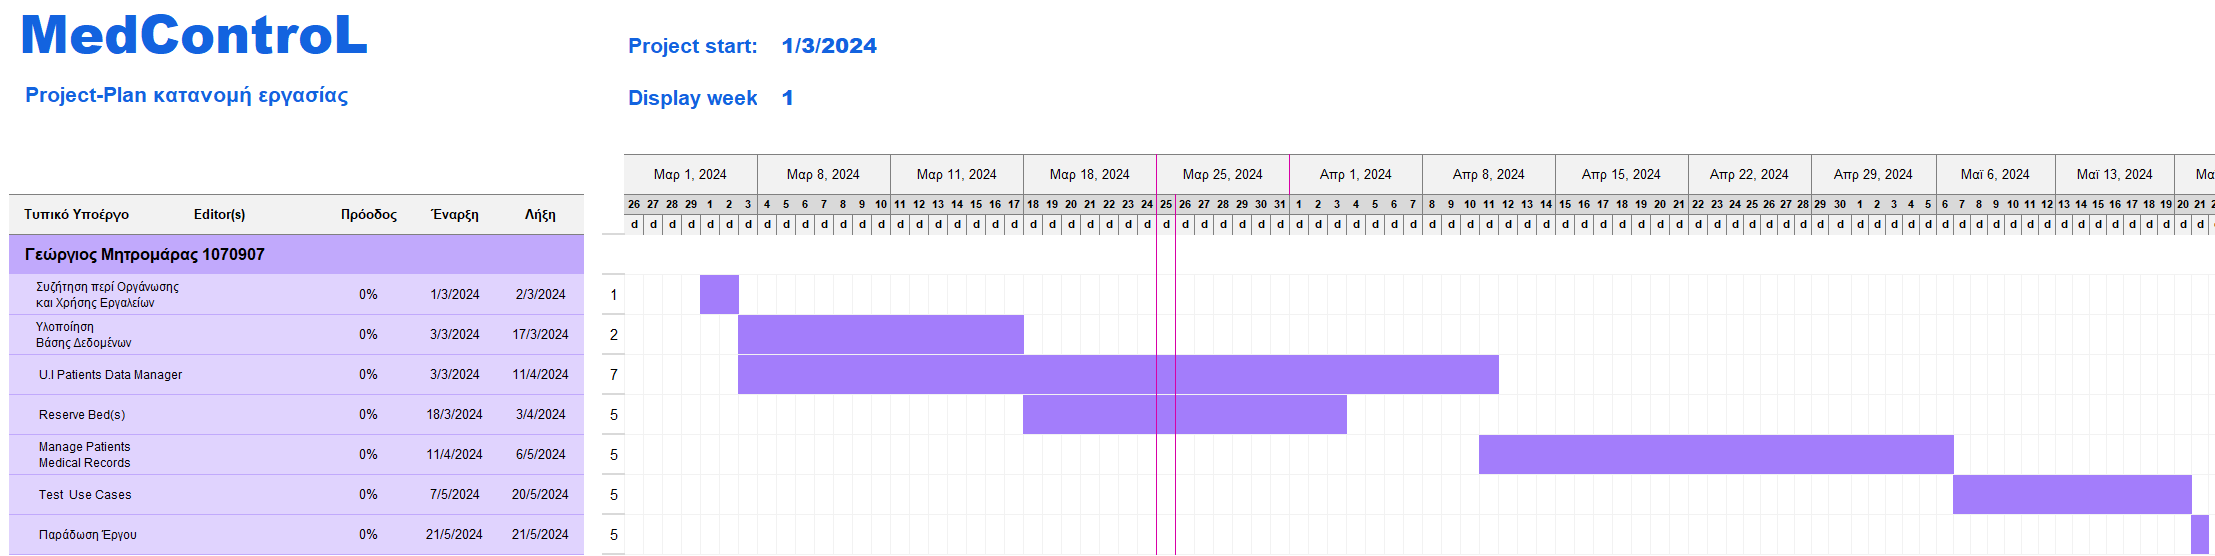 MedControL
Project start: 1/3/2024
Project-Plan κατανομή εργασίας
Display week 1
Μαρ 1, 2024 Μαρ 8, 2024 Μαρ 11, 2024 Μαρ 18, 2024 Μαρ 25, 2024 Απρ 1, 2024 Απρ 8, 2024 Απρ 15, 2024 Απρ 22, 2024 Απρ 29, 2024 Μαϊ 6, 2024 Μαϊ 13, 2024 Μα
Τυπικό Υποέργο Editor(s) Πρόοδος Έναρξη Λήξη
26 27 28 29 1 2 3 4 5 6 7 8 9 10 11 12 13 14 15 16 17 18 19 20 21 22 23 24 25 26 27 28 29 30 31 1 2 3 4 5 6 7 8 9 10 11 12 13 14 15 16 17 18 19 20 21 22 23 24 25 26 27 28 29 30 1 2 3 4 5 6 7 8 9 10 11 12 13 14 15 16 17 18 19 20 21 2
d d d d d d d d d d d d d d d d d d d d d d d d d d d d d d d d d d d d d d d d d d d d d d d d d d d d d d d d d d d d d d d d d d d d d d d d d d d d d d d d d d d d d d
Γεώργιος Μητρομάρας 1070907
Συζήτηση περί Οργάνωσης
και Χρήσης Εργαλείων 0% 1/3/2024 2/3/2024 1
Υλοποίηση
Βάσης Δεδομένων 0% 3/3/2024 17/3/2024 2
U.I Patients Data Manager 0% 3/3/2024 11/4/2024 7
Reserve Bed(s) 0% 18/3/2024 3/4/2024 5
Manage Patients
Medical Records 0% 11/4/2024 6/5/2024 5
Test Use Cases 0% 7/5/2024 20/5/2024 5
Παράδωση Έργου 0% 21/5/2024 21/5/2024 5